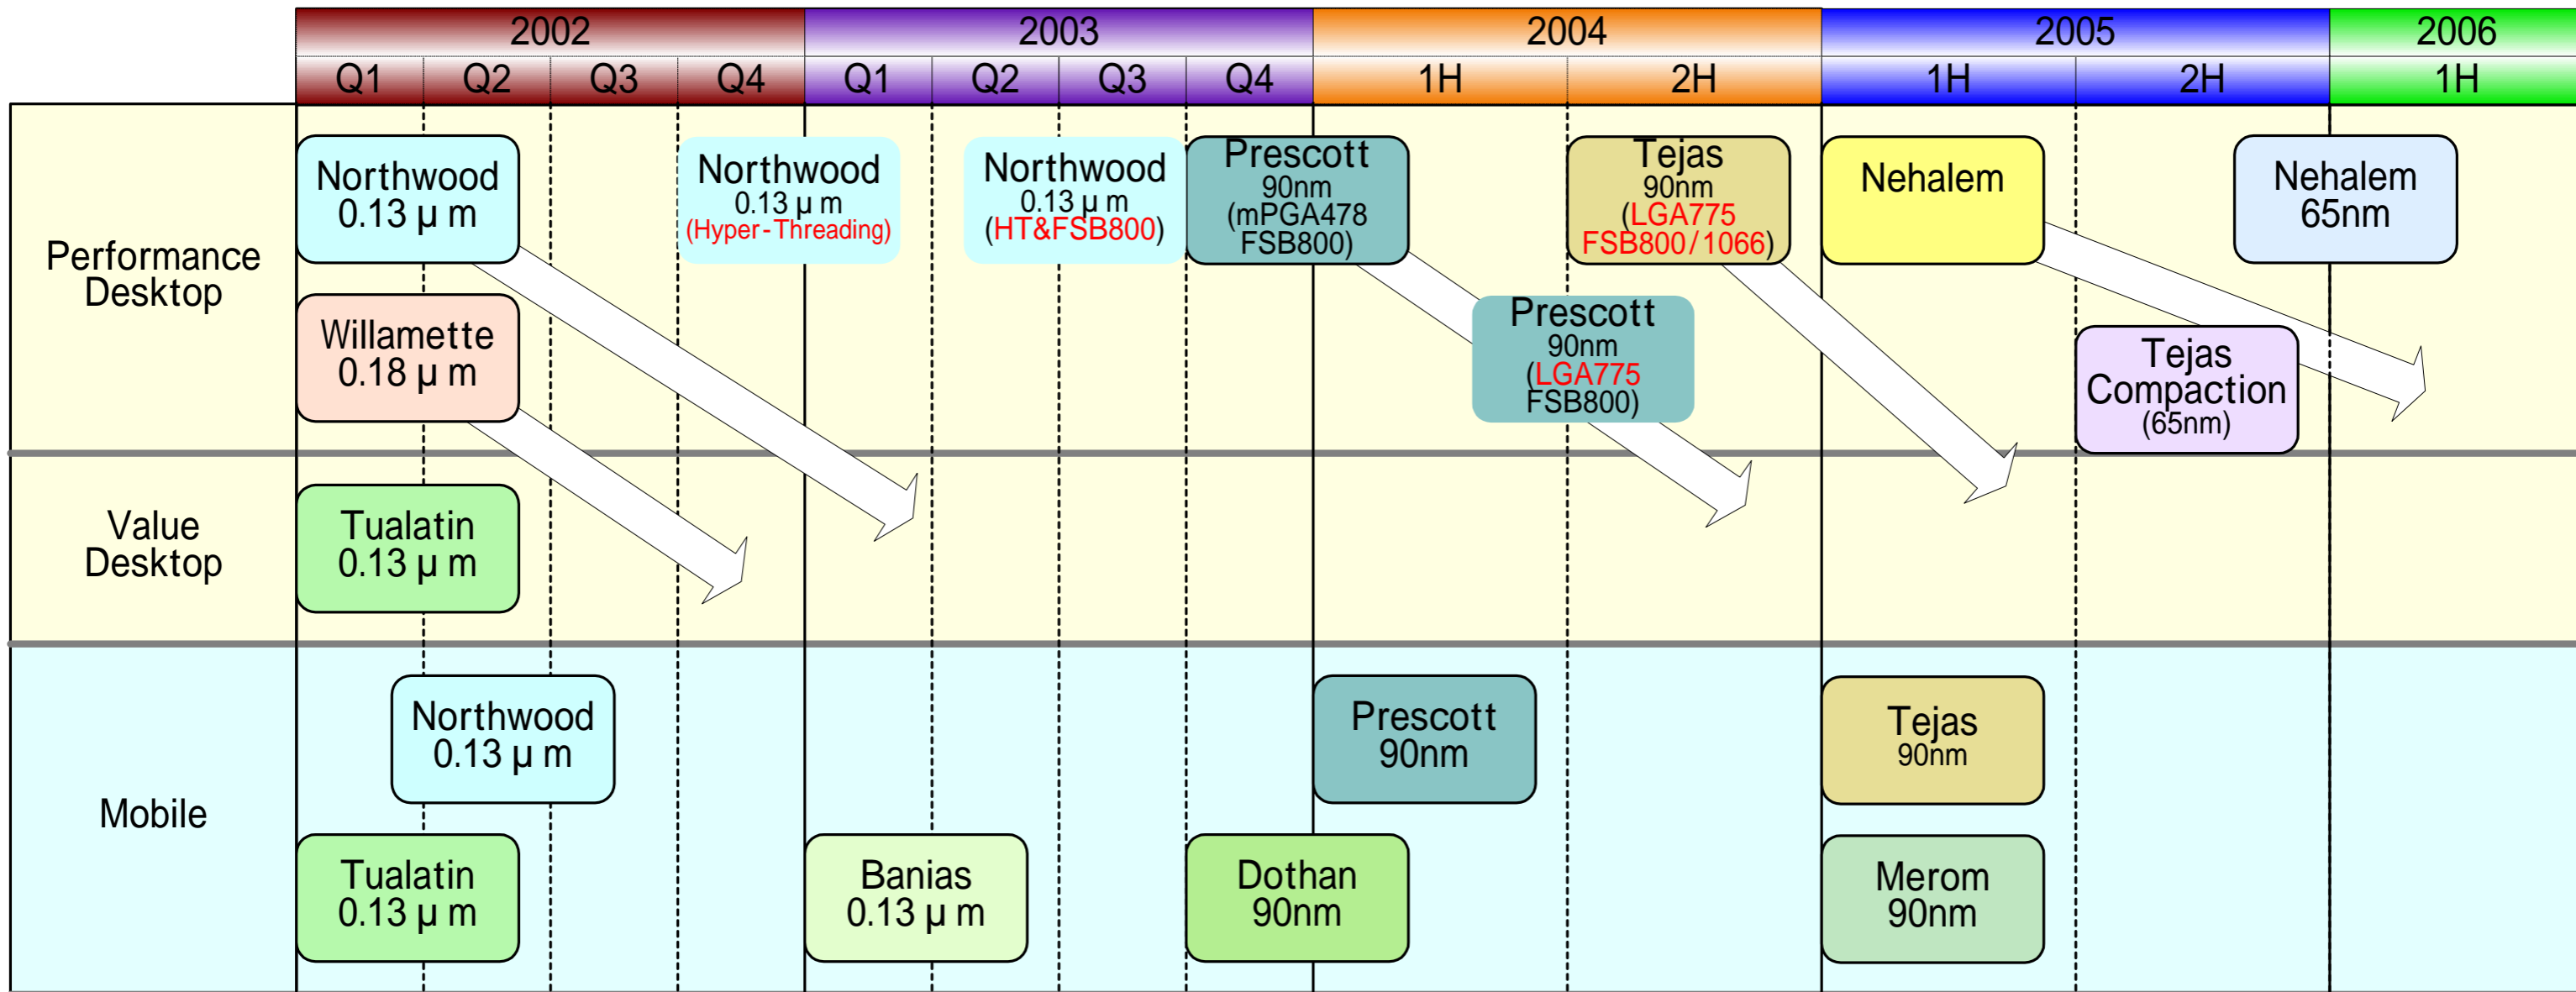 2002
2003
2004
2005
2006
Q1
Q2
Q3
Q4
Q1
Q2
Q3
Q4
1H
2H
1H
2H
1H
Performance
Desktop
Northwood
0.13 μ m
Northwood
0.13 μ m
(Hyper-Threading)
Northwood
0.13 μ m
(HT&FSB800)
Prescott
90nm
(mPGA478
FSB800)
Tejas
90nm
(LGA775
FSB800/1066)
Nehalem
Nehalem
65nm
Willamette
0.18 μ m
Prescott
90nm
(LGA775
FSB800)
Tejas
Compaction
(65nm)
Value
Desktop
Tualatin
0.13 μ m
Mobile
Northwood
0.13 μ m
Prescott
90nm
Tejas
90nm
Tualatin
0.13 μ m
Banias
0.13 μ m
Dothan
90nm
Merom
90nm